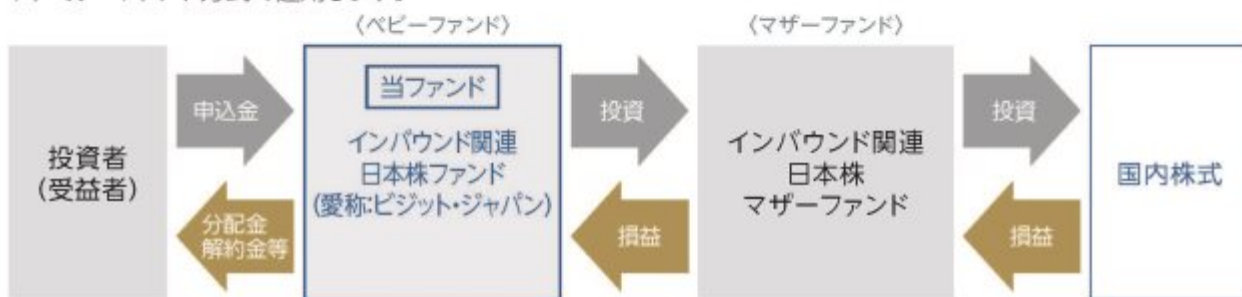 〈ベビーファンド〉
〈マザーファンド〉
投資者
(受益者)
申込金
分配金
解約金等
当ファンド
インバウンド関連
日本株ファンド
(愛称:ビジット・ジャパン)
投資
損益
インバウンド関連
日本株
マザーファンド
投資
損益
国内株式